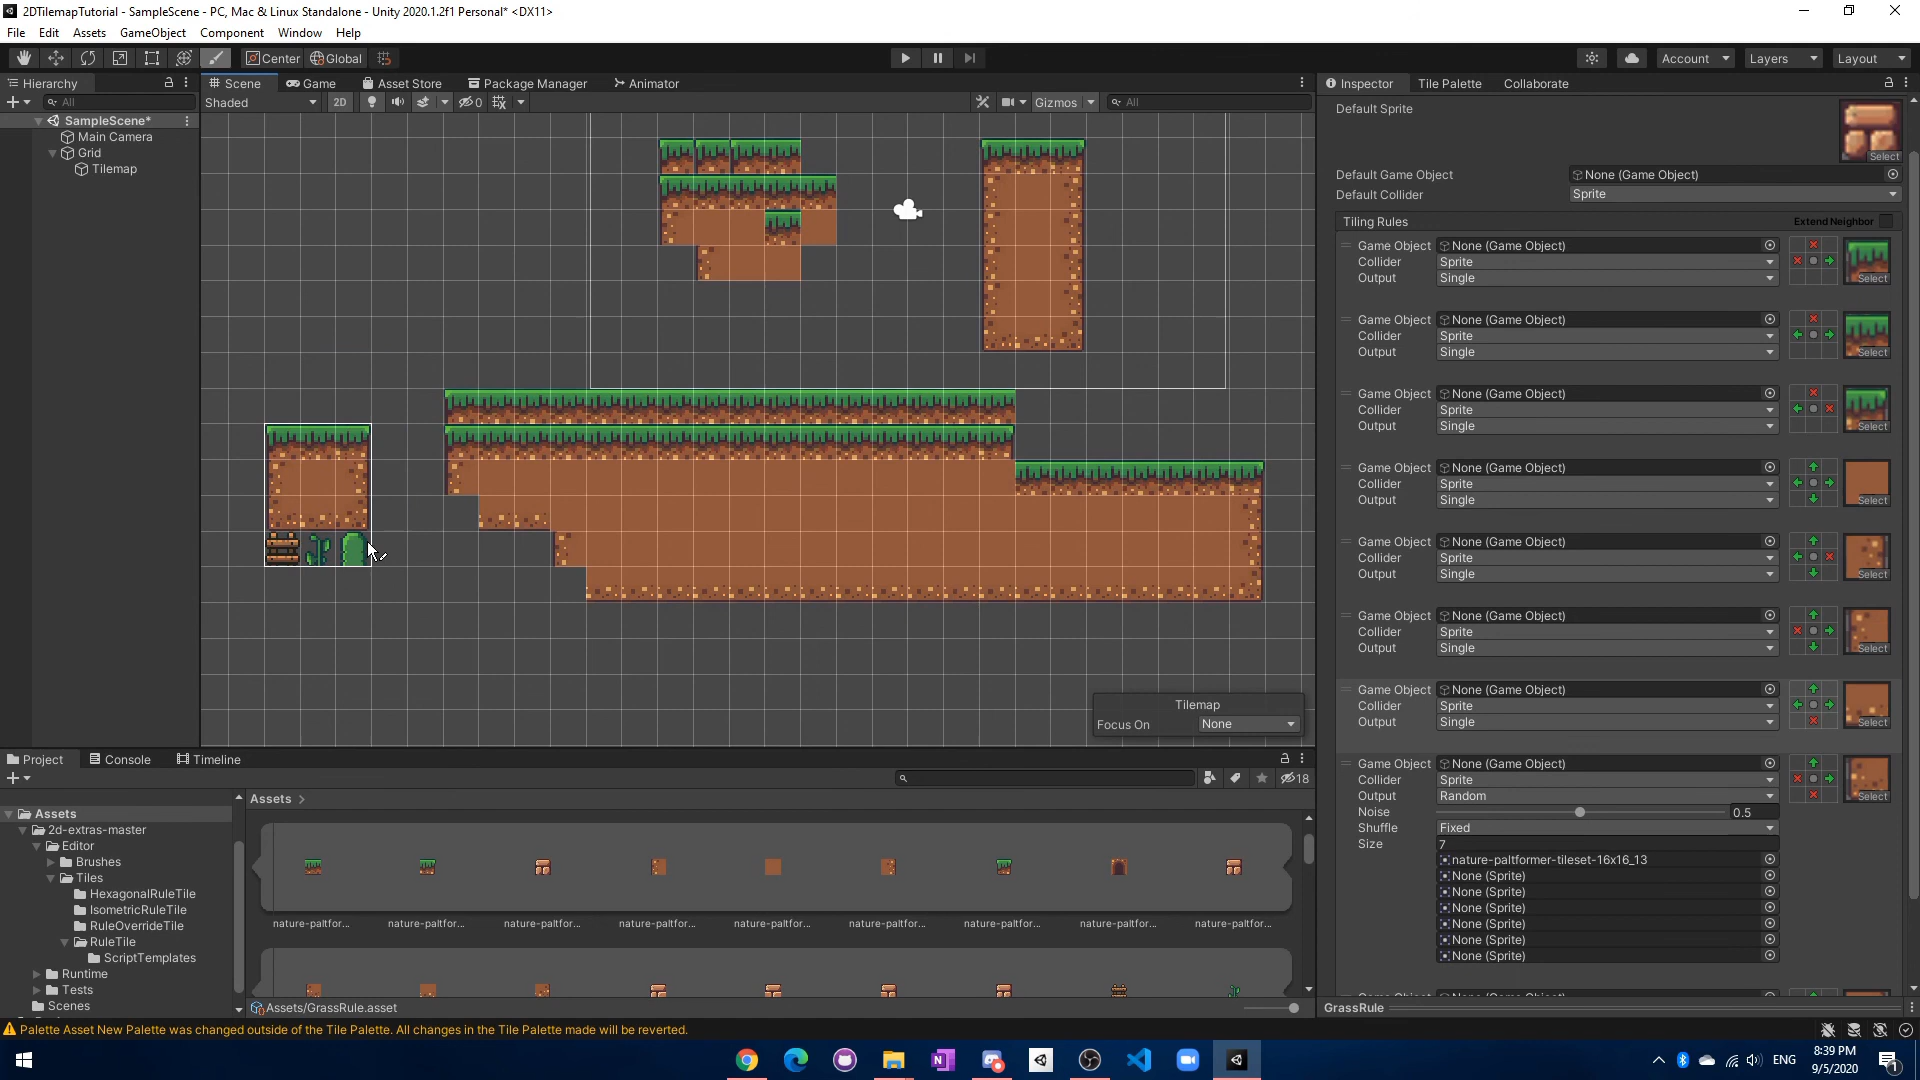 2DTilemapTutorial - SampleScene - PC, Mac & Linux Standalone - Unity 2020.1.2f1 Personal* <DX11>
File Edit Assets GameObject Component Window Help
Center Global Account Layers Layout
Hierarchy Scene Game Asset Store Package Manager Animator Inspector Tile Palette Collaborate
All Shaded 2D 0 Gizmos All
SampleScene*
Main Camera
Grid
Tilemap
Default Sprite
Select
Default Game Object None (Game Object)
Default Collider Sprite
Tiling Rules Extend Neighbor
Game Object None (Game Object)
Collider Sprite
Output Single Select
Game Object None (Game Object)
Collider Sprite
Output Single Select
Game Object None (Game Object)
Collider Sprite
Output Single Select
Game Object None (Game Object)
Collider Sprite
Output Single Select
Game Object None (Game Object)
Collider Sprite
Output Single Select
Game Object None (Game Object)
Collider Sprite
Output Single Select
Game Object None (Game Object)
Collider Sprite
Output Single Select
Game Object None (Game Object)
Collider Sprite
Output Random Select
Noise 0.5
Shuffle Fixed
Size 7
nature-paltformer-tileset-16x16_13
None (Sprite)
None (Sprite)
None (Sprite)
None (Sprite)
None (Sprite)
None (Sprite)
GrassRule
Tilemap
Focus On None
Project Console Timeline
18
Assets
2d-extras-master
Editor
Brushes
Tiles
HexagonalRuleTile
IsometricRuleTile
RuleOverrideTile
RuleTile
ScriptTemplates
Runtime
Tests
Scenes
Assets >
nature-paltfor... nature-paltfor... nature-paltfor... nature-paltfor... nature-paltfor... nature-paltfor... nature-paltfor... nature-paltfor... nature-paltfor...
Assets/GrassRule.asset
Palette Asset New Palette was changed outside of the Tile Palette. All changes in the Tile Palette made will be reverted.
ENG
8:39 PM
9/5/2020
1